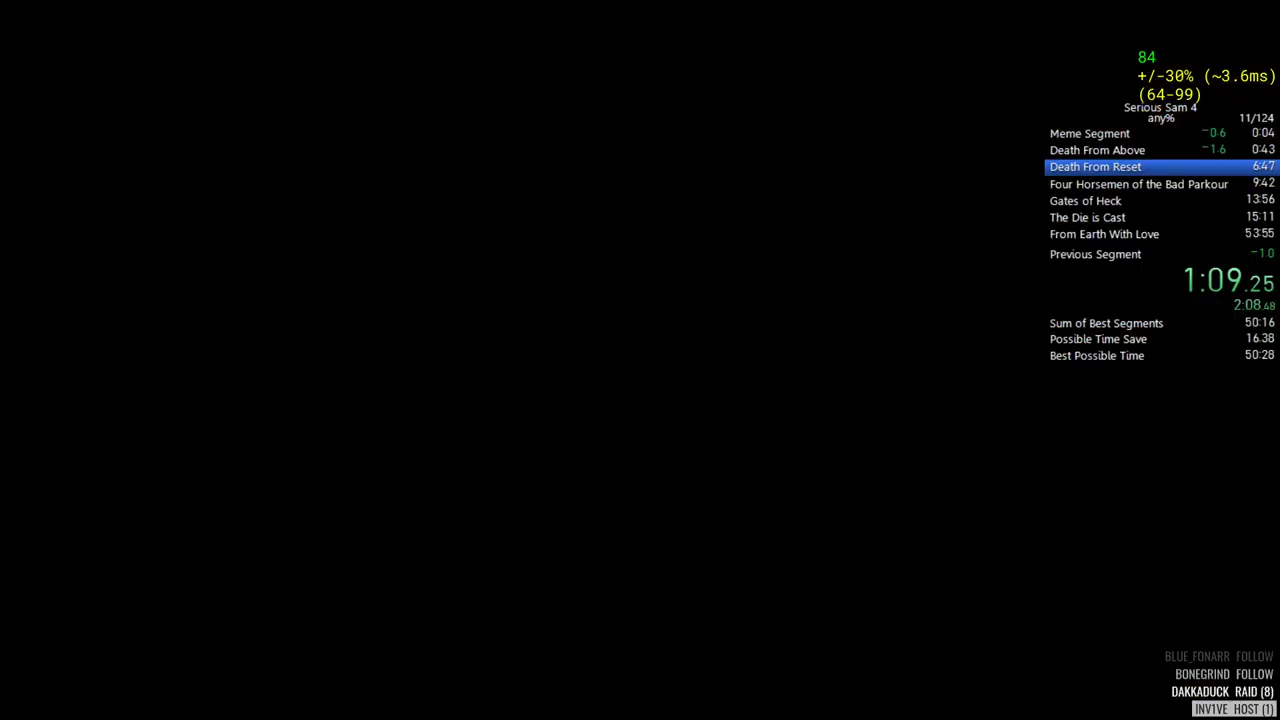 84
+/-30% (~3.6ms)
(64-99)
Serious Sam 4
any% 11/124
Meme Segment −0.6 0:04
Death From Above −1.6 0:43
Death From Reset 6:47
Four Horsemen of the Bad Parkour 9:42
Gates of Heck 13:56
The Die is Cast 15:11
From Earth With Love 53:55
Previous Segment −1.0
1:09.25
2:08.48
Sum of Best Segments 50:16
Possible Time Save 16.38
Best Possible Time 50:28
BLUE_FONARR FOLLOW
BONEGRIND FOLLOW
DAKKADUCK RAID (8)
INV1VE HOST (1)